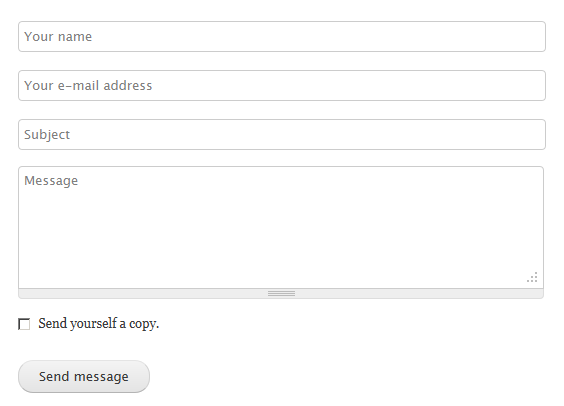 Your name
Your e-mail address
Subject
Message
Send yourself a copy.
Send message